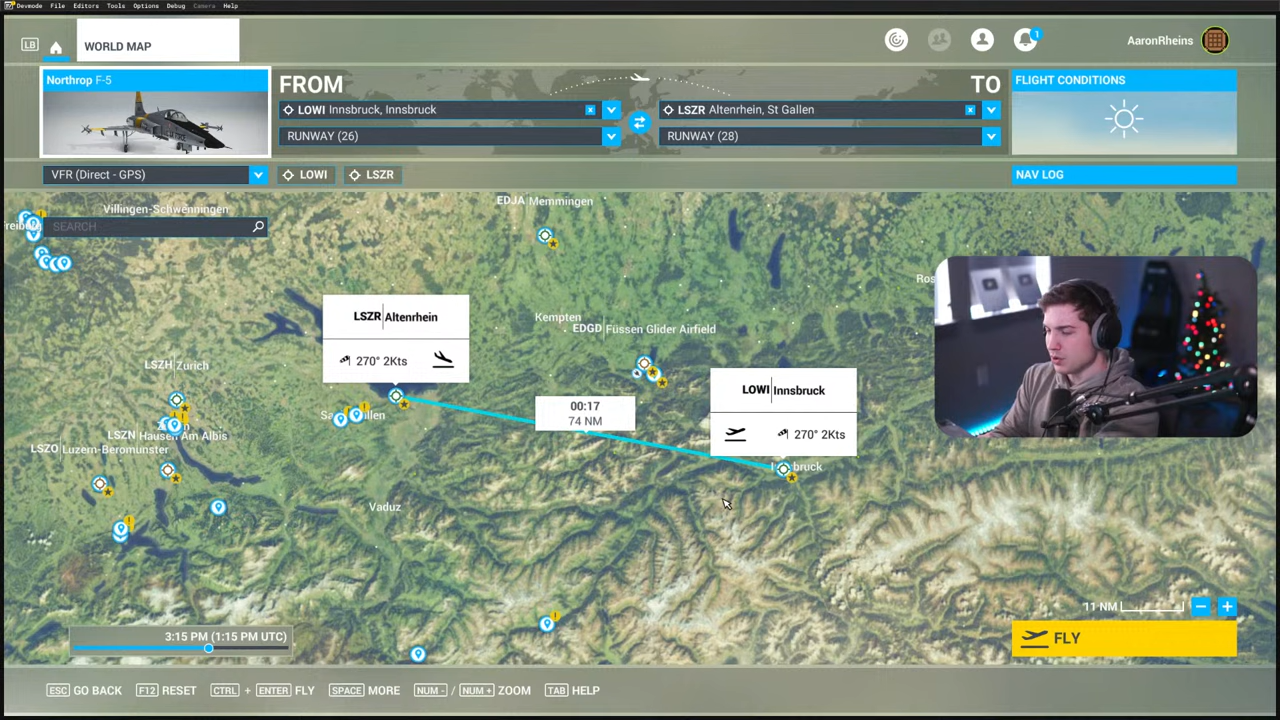 Devmode File Editors Tools Options Debug Camera Help
LB
WORLD MAP
1
AaronRheins
Northrop F-5
FROM
TO
LOWI Innsbruck, Innsbruck
RUNWAY (26)
LSZR Altenrhein, St Gallen
RUNWAY (28)
FLIGHT CONDITIONS
VFR (Direct - GPS)
LOWI
LSZR
NAV LOG
Villingen-Schwenningen
SEARCH
EDJA Memmingen
LSZR Altenrhein
270° 2Kts
Kempten
EDGD Füssen Glider Airfield
LSZH Zurich
00:17
74 NM
LOWI Innsbruck
270° 2Kts
LSZN Hausen Am Albis
LSZO Luzern-Beromunster
Vaduz
11 NM
3:15 PM (1:15 PM UTC)
FLY
ESC GO BACK F12 RESET CTRL + ENTER FLY SPACE MORE NUM - / NUM + ZOOM TAB HELP